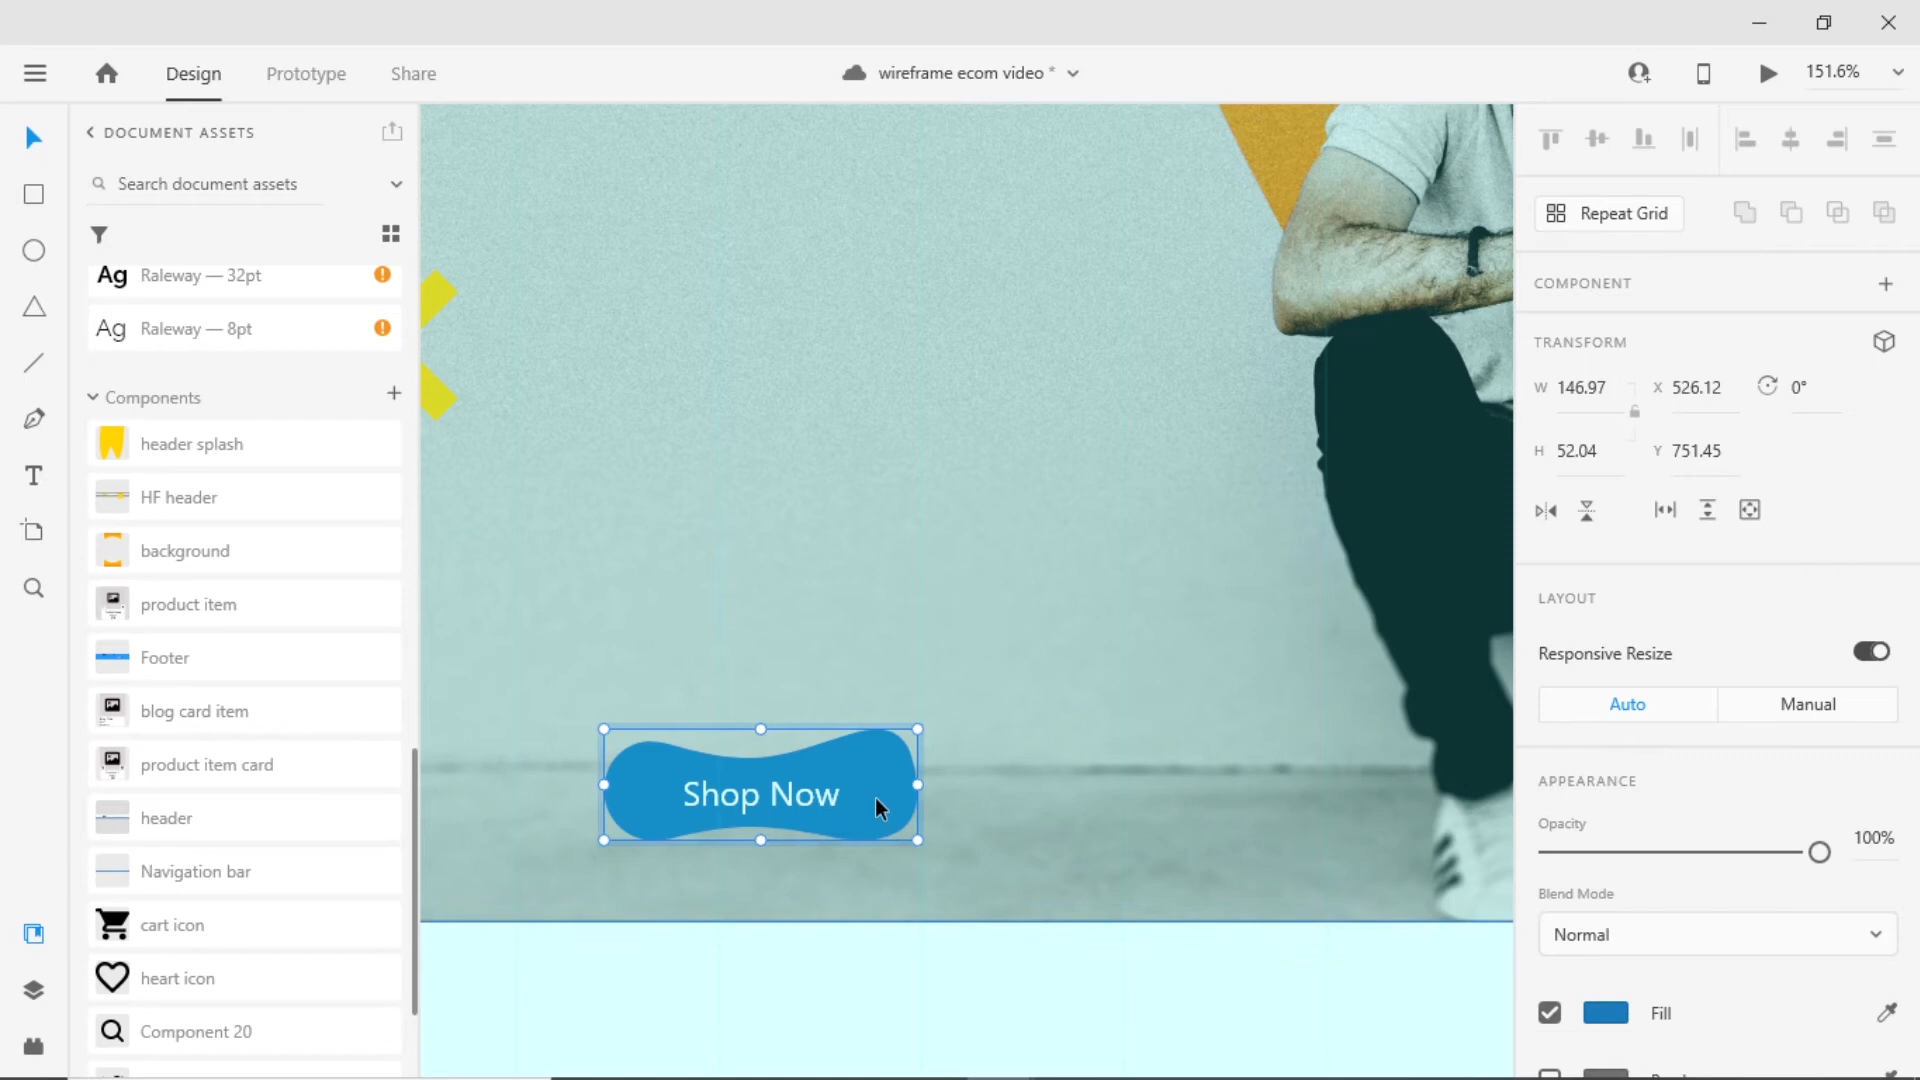 Design
Prototype
Share
wireframe ecom video *
151.6%
DOCUMENT ASSETS
Search document assets
Ag Raleway — 32pt
Ag Raleway — 8pt
Components
header splash
HF header
background
product item
Footer
blog card item
product item card
header
Navigation bar
cart icon
heart icon
Component 20
Shop Now
Repeat Grid
COMPONENT
TRANSFORM
W 146.97 X 526.12 0°
H 52.04 Y 751.45
LAYOUT
Responsive Resize
Auto Manual
APPEARANCE
Opacity
100%
Blend Mode
Normal
Fill